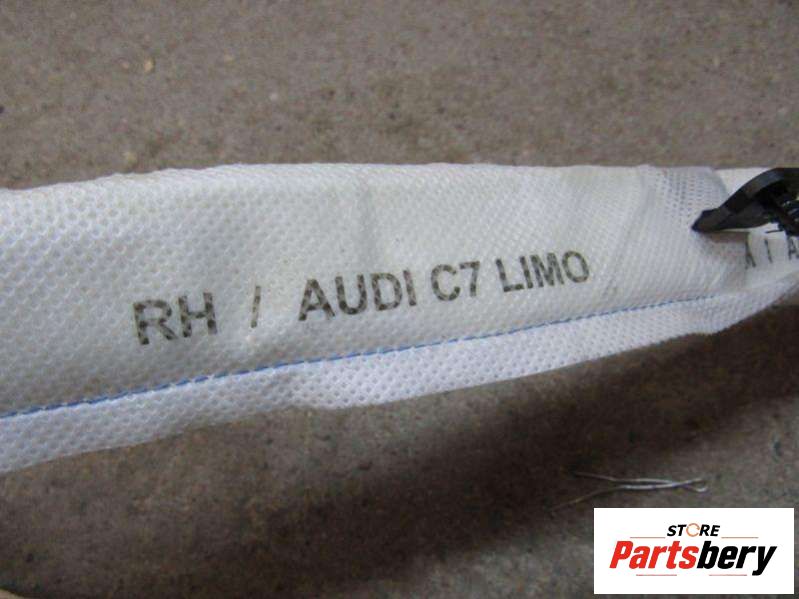 RH / AUDI C7 LIMO
STORE
Partsbery